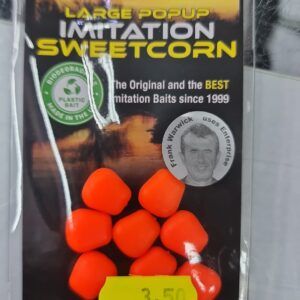 LARGE POPUP
IMITATION
SWEETCORN
BIODEGRADABLE
PLASTIC
BAIT
MADE IN THE
The Original and the BEST
Imitation Baits since 1999
Frank Warwick uses Enterprise
3.50